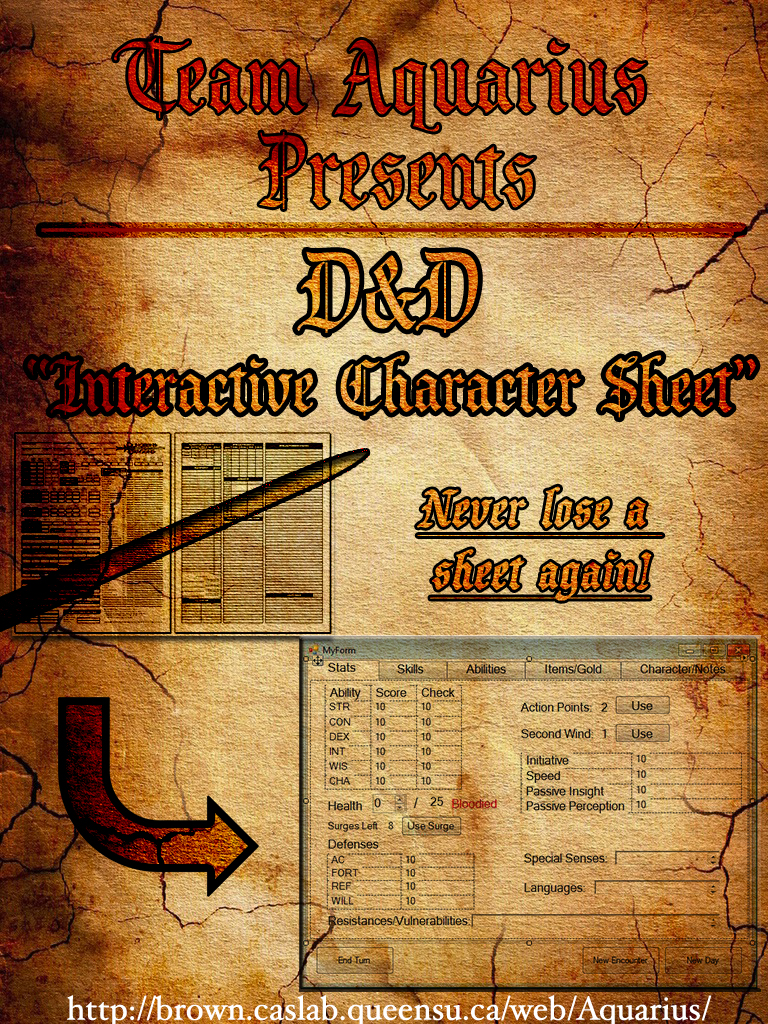 Team Aquarius
Presents
D&D
"Interactive Character Sheet"
Never lose a
sheet again!
MyForm
Stats Skills Abilities Items/Gold Character/Notes
Ability Score Check
STR 10 10
CON 10 10
DEX 10 10
INT 10 10
WIS 10 10
CHA 10 10
Action Points: 2 Use
Second Wind: 1 Use
Initiative 10
Speed 10
Passive Insight 10
Passive Perception 10
Health 0 / 25 Bloodied
Surges Left 8 Use Surge
Defenses
AC 10
FORT 10
REF 10
WILL 10
Special Senses:
Languages:
Resistances/Vulnerabilities:
End Turn New Encounter New Day
http://brown.caslab.queensu.ca/web/Aquarius/